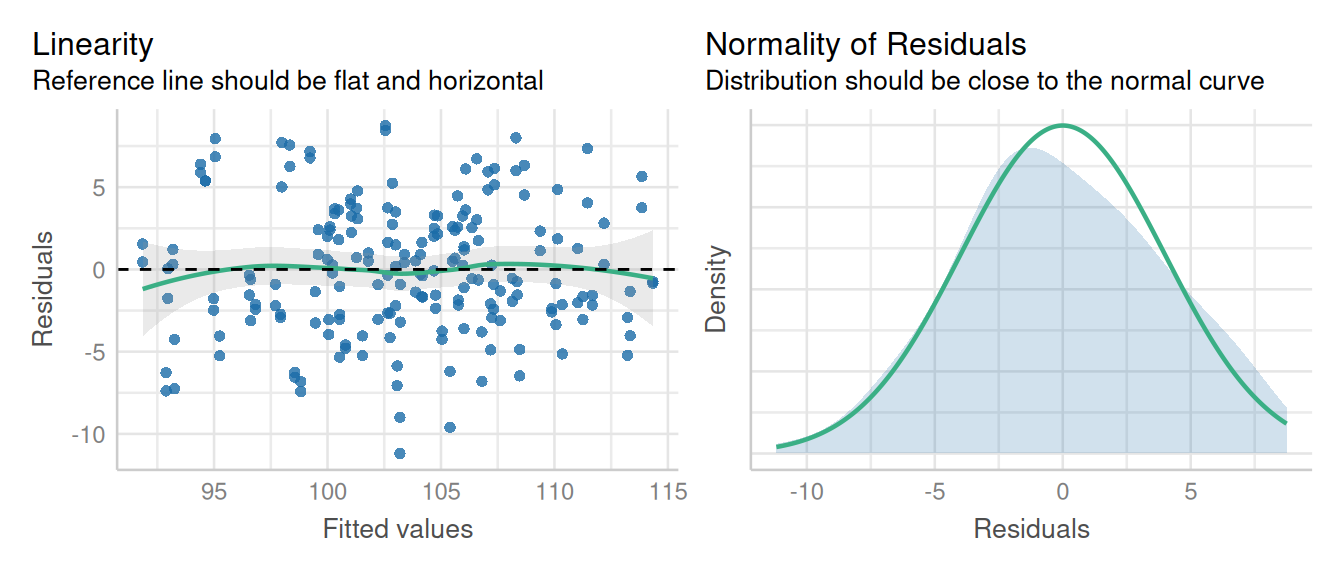 Linearity
Reference line should be flat and horizontal
Residuals
5
0
-5
-10
95 100 105 110 115
Fitted values
Normality of Residuals
Distribution should be close to the normal curve
Density
-10 -5 0 5
Residuals